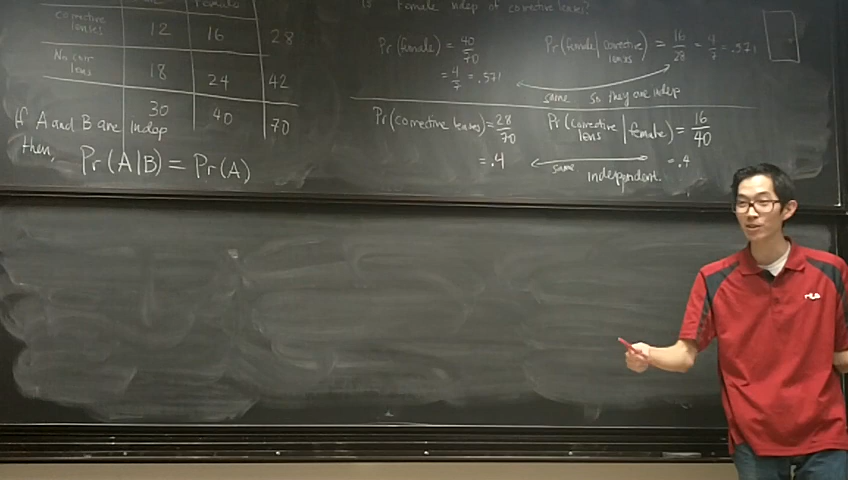 Female
corrective
lenses
12 16 28
No corr
lens
18 24 42
30 40 70
If A and B are indep
then, Pr(A|B) = Pr(A)
Is Female indep of corrective lenses?
Pr(female) = 40/70
= 4/7 = .571
Pr(female | corrective lenses) = 16/28 = 4/7 = .571
same so they are indep
Pr(corrective lenses) = 28/70
= .4
Pr(corrective lens | female) = 16/40
= .4
same
independent.
FILA